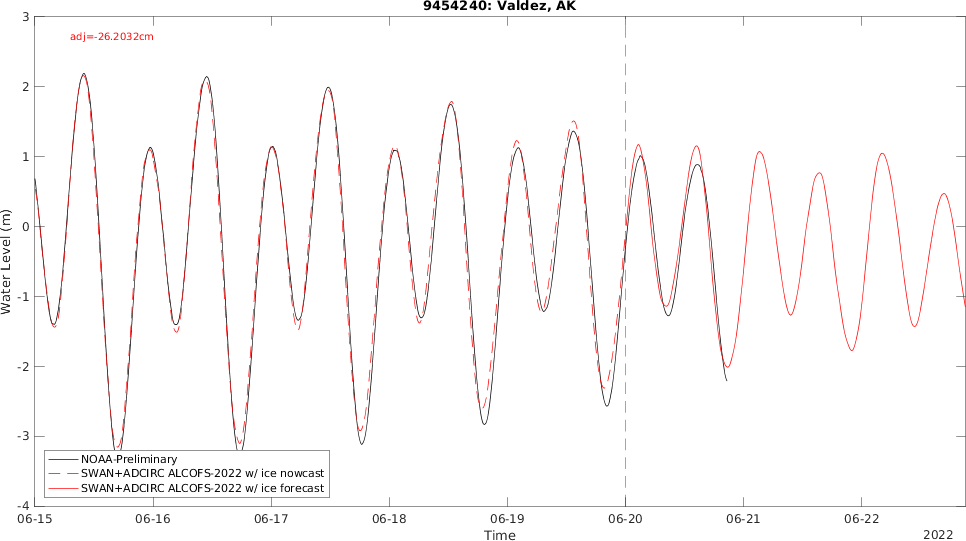 9454240: Valdez, AK
adj=-26.2032cm
Water Level (m)
3
2
1
0
-1
-2
-3
-4
NOAA-Preliminary
SWAN+ADCIRC ALCOFS-2022 w/ ice nowcast
SWAN+ADCIRC ALCOFS-2022 w/ ice forecast
06-15 06-16 06-17 06-18 06-19 06-20 06-21 06-22
Time
2022